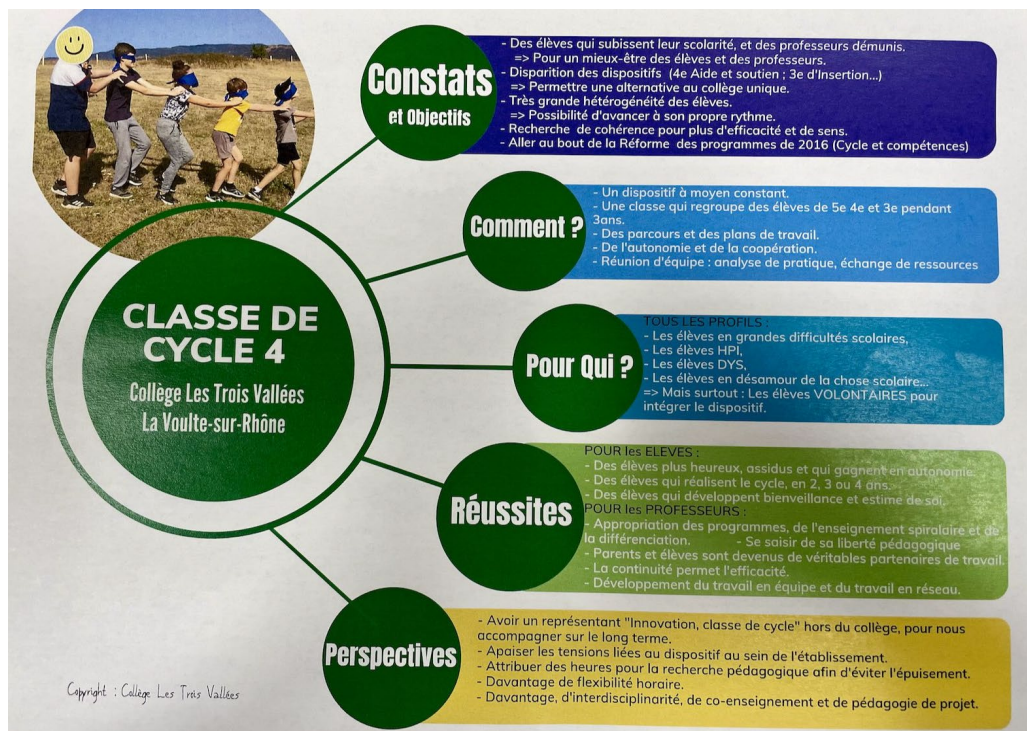 CLASSE DE
CYCLE 4
Collège Les Trois Vallées
La Voulte-sur-Rhône
Constats
et Objectifs
- Des élèves qui subissent leur scolarité, et des professeurs démunis.
=> Pour un mieux-être des élèves et des professeurs.
- Disparition des dispositifs (4e Aide et soutien ; 3e d'Insertion...)
=> Permettre une alternative au collège unique.
- Très grande hétérogénéité des élèves.
=> Possibilité d'avancer à son propre rythme.
- Recherche de cohérence pour plus d'efficacité et de sens.
- Aller au bout de la Réforme des programmes de 2016 (Cycle et compétences)
Comment ?
- Un dispositif à moyen constant.
- Une classe qui regroupe des élèves de 5e 4e et 3e pendant
3ans.
- Des parcours et des plans de travail.
- De l'autonomie et de la coopération.
- Réunion d'équipe : analyse de pratique, échange de ressources
Pour Qui ?
TOUS LES PROFILS :
- Les élèves en grandes difficultés scolaires,
- Les élèves HPI,
- Les élèves DYS,
- Les élèves en désamour de la chose scolaire...
=> Mais surtout : Les élèves VOLONTAIRES pour
intégrer le dispositif.
Réussites
POUR les ELEVES :
- Des élèves plus heureux, assidus et qui gagnent en autonomie.
- Des élèves qui réalisent le cycle, en 2, 3 ou 4 ans.
- Des élèves qui développent bienveillance et estime de soi.
POUR les PROFESSEURS :
- Appropriation des programmes, de l'enseignement spiralaire et de
la différenciation. - Se saisir de sa liberté pédagogique
- Parents et élèves sont devenus de véritables partenaires de travail.
- La continuité permet l'efficacité.
- Développement du travail en équipe et du travail en réseau.
Perspectives
- Avoir un représentant "Innovation, classe de cycle" hors du collège, pour nous
accompagner sur le long terme.
- Apaiser les tensions liées au dispositif au sein de l'établissement.
- Attribuer des heures pour la recherche pédagogique afin d'éviter l'épuisement.
- Davantage de flexibilité horaire.
- Davantage, d'interdisciplinarité, de co-enseignement et de pédagogie de projet.
Copyright : Collège Les Trois Vallées